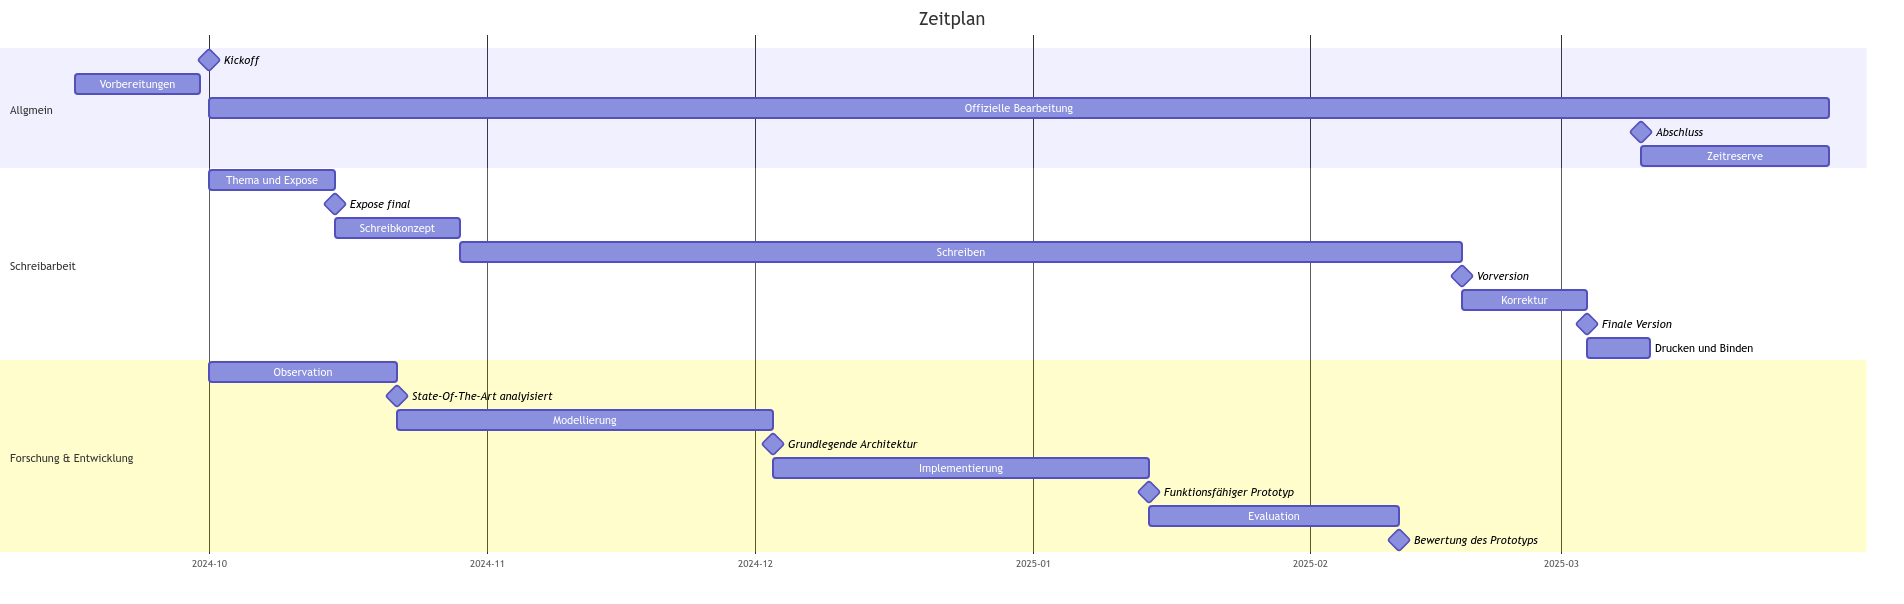 Zeitplan
Kickoff
Vorbereitungen
Allgmein
Offizielle Bearbeitung
Abschluss
Zeitreserve
Thema und Expose
Expose final
Schreibkonzept
Schreiben
Schreibarbeit
Vorversion
Korrektur
Finale Version
Drucken und Binden
Observation
State-Of-The-Art analyisiert
Modellierung
Grundlegende Architektur
Forschung & Entwicklung
Implementierung
Funktionsfähiger Prototyp
Evaluation
Bewertung des Prototyps
2024-10 2024-11 2024-12 2025-01 2025-02 2025-03